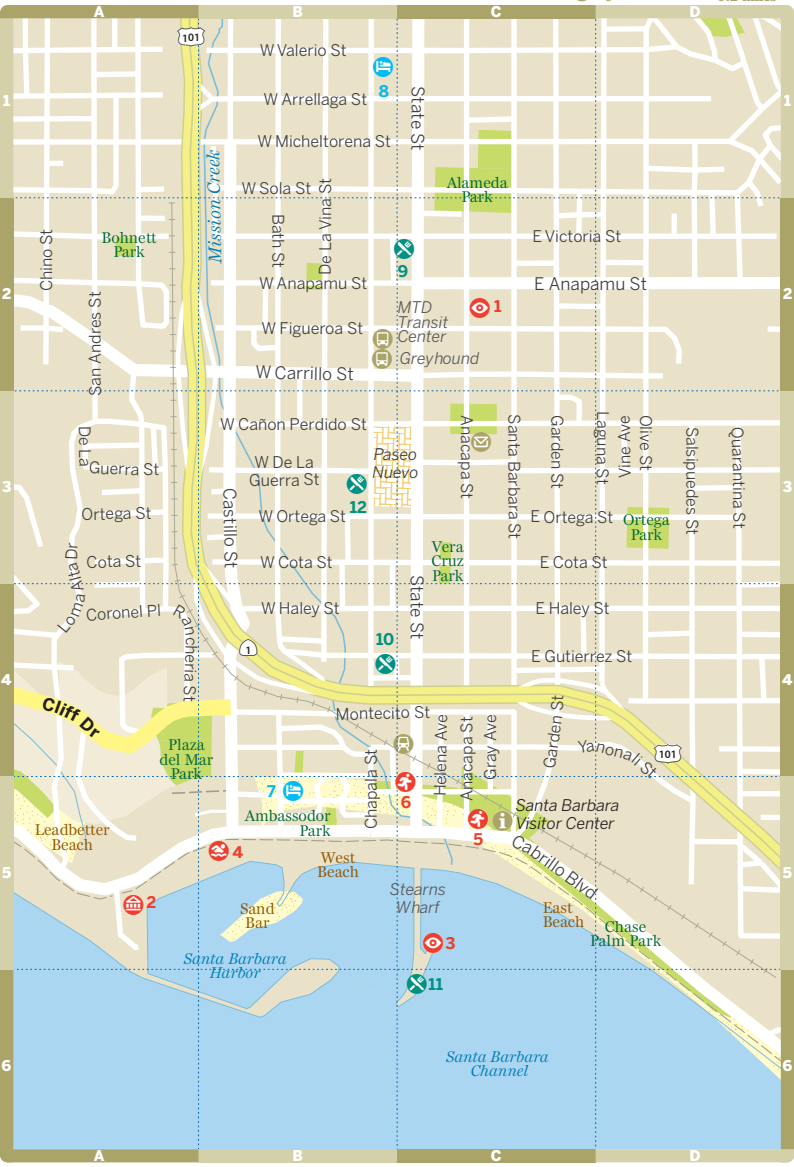 A
B
C
D
1
2
3
4
5
6
1
2
3
4
5
6
101
W Valerio St
8
W Arrellaga St
State St
W Micheltorena St
Mission Creek
W Sola St
Alameda
Park
De La Vina St
Bath St
Bohnett
Park
Chino St
E Victoria St
9
W Anapamu St
E Anapamu St
San Andres St
MTD
Transit
Center
1
W Figueroa St
Greyhound
W Carrillo St
W Cañon Perdido St
Paseo
Nuevo
Anacapa St
Santa Barbara St
Garden St
Laguna St
Vine Ave
Olive St
Salsipuedes St
Quarantina St
De La
Guerra St
W De La
Guerra St
12
Castillo St
Ortega St
W Ortega St
E Ortega St
Ortega
Park
Vera
Cruz
Park
Cota St
W Cota St
E Cota St
Loma Alta Dr
State St
Coronel Pl
W Haley St
E Haley St
Rancheria St
10
1
E Gutierrez St
Cliff Dr
Montecito St
Plaza
del Mar
Park
Chapala St
Helena Ave
Anacapa St
Gray Ave
Garden St
Yanonali St
101
7
6
Ambassodor
Park
Santa Barbara
Visitor Center
5
Leadbetter
Beach
4
West
Beach
Cabrillo Blvd
2
Sand
Bar
Stearns
Wharf
East
Beach
Chase
Palm Park
3
Santa Barbara
Harbor
11
Santa Barbara
Channel
A
B
C
D